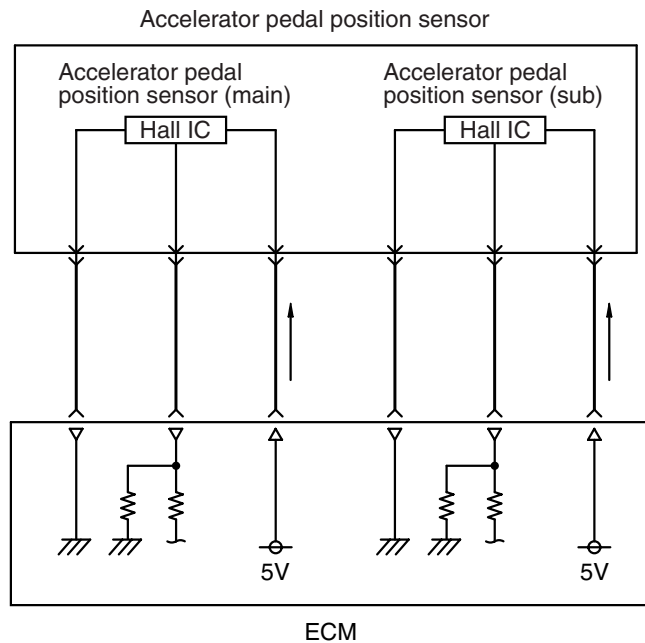 Accelerator pedal position sensor
Accelerator pedal
position sensor (main)
Accelerator pedal
position sensor (sub)
Hall IC
Hall IC
5V
5V
ECM